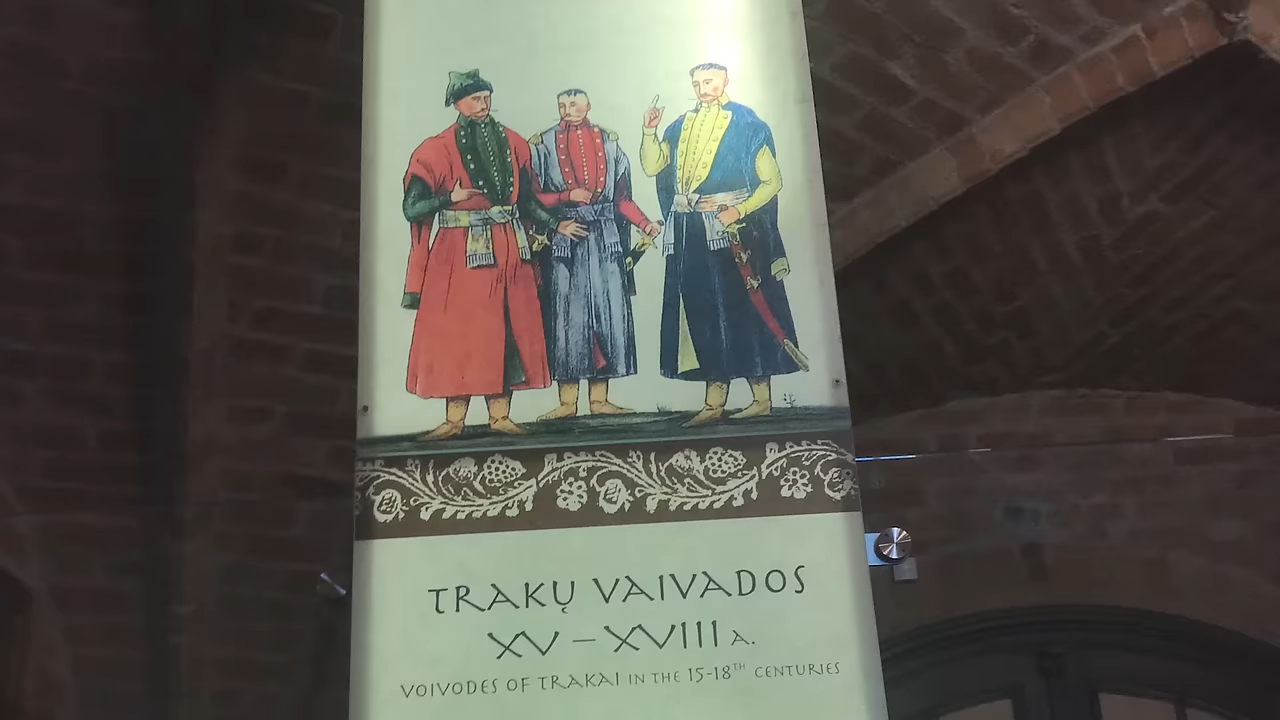 TRAKŲ VAIVADOS
XV – XVIII A.
VOIVODES OF TRAKAI IN THE 15-18TH CENTURIES